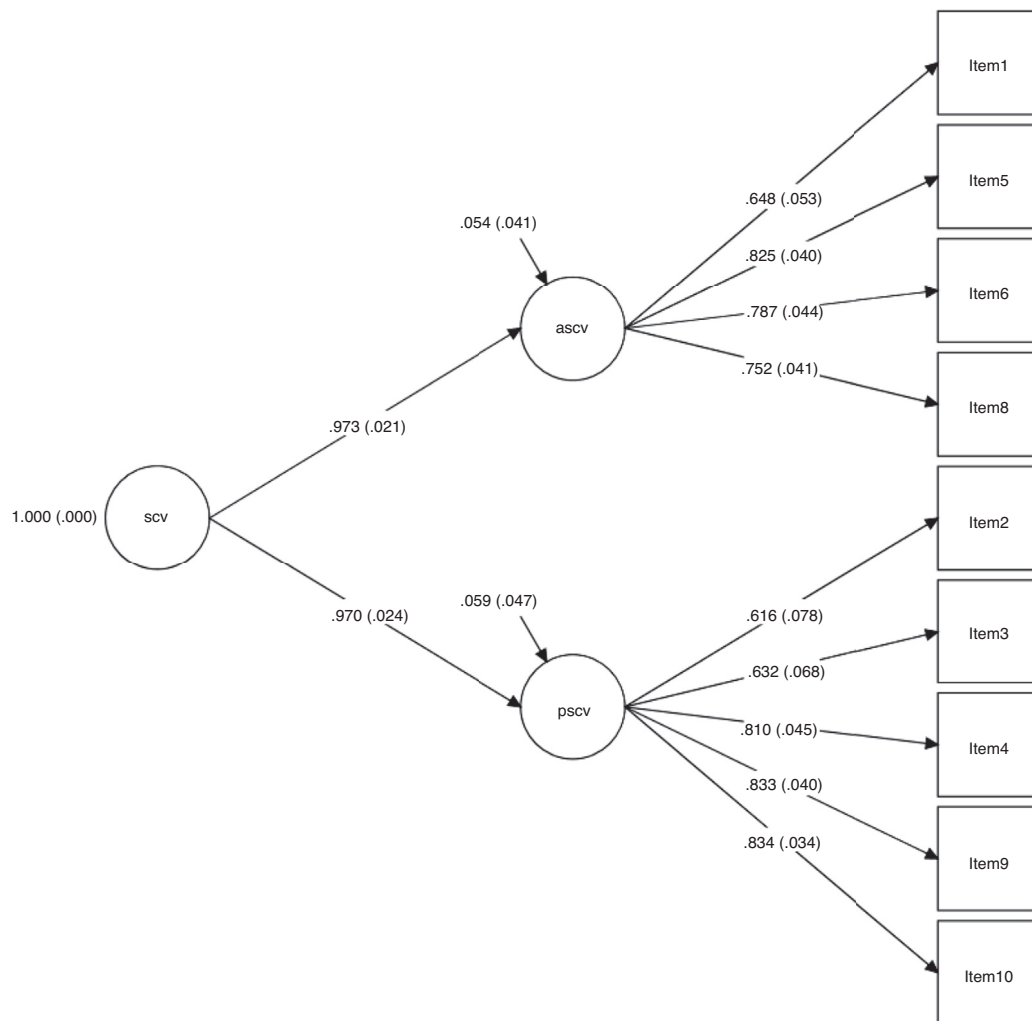 Item1
.648 (.053)
Item5
.825 (.040)
.054 (.041)
Item6
.787 (.044)
ascv
.752 (.041)
Item8
.973 (.021)
1.000 (.000)
scv
Item2
.970 (.024)
.059 (.047)
.616 (.078)
Item3
.632 (.068)
pscv
.810 (.045)
Item4
.833 (.040)
.834 (.034)
Item9
Item10